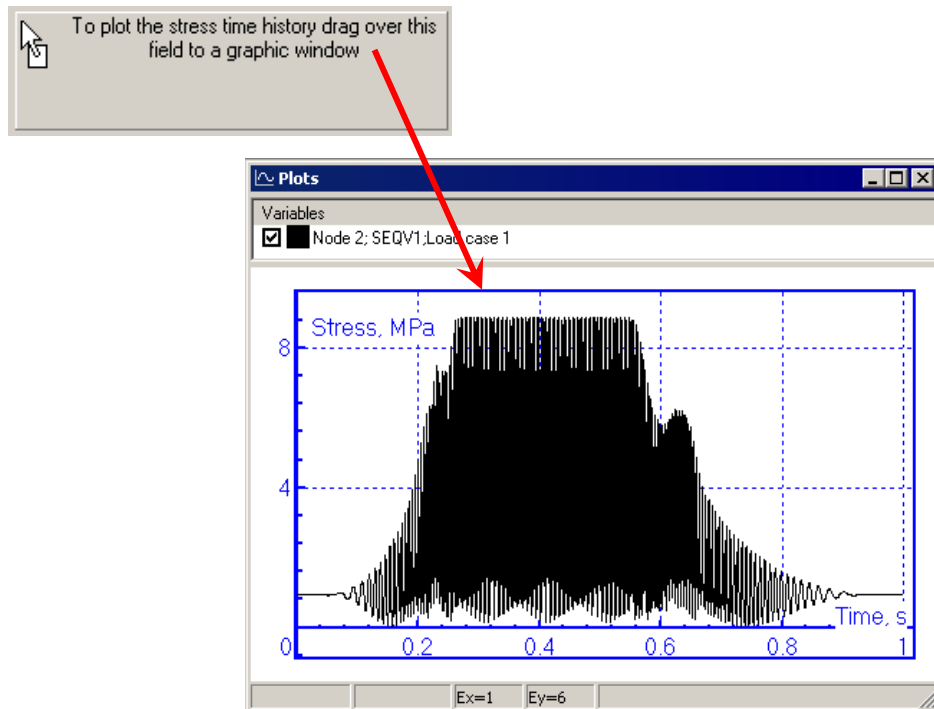 To plot the stress time history drag over this
field to a graphic window
Plots
Variables
Node 2; SEQV1;Load case 1
Stress, MPa
8
4
Time, s
0 0.2 0.4 0.6 0.8 1
Ex=1 Ey=6